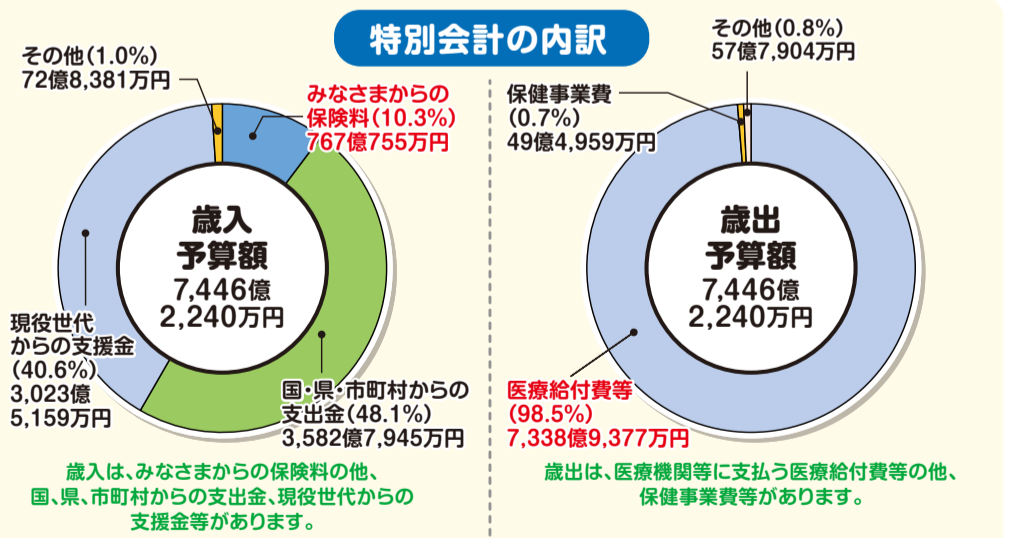 特別会計の内訳
その他(1.0%)
72億8,381万円
みなさまからの
保険料(10.3%)
767億755万円
歳入
予算額
7,446億
2,240万円
現役世代
からの支援金
(40.6%)
3,023億
5,159万円
国・県・市町村からの
支出金(48.1%)
3,582億7,945万円
歳入は、みなさまからの保険料の他、
国、県、市町村からの支出金、現役世代からの
支援金等があります。
その他(0.8%)
57億7,904万円
保健事業費
(0.7%)
49億4,959万円
歳出
予算額
7,446億
2,240万円
医療給付費等
(98.5%)
7,338億9,377万円
歳出は、医療機関等に支払う医療給付費等の他、
保健事業費等があります。